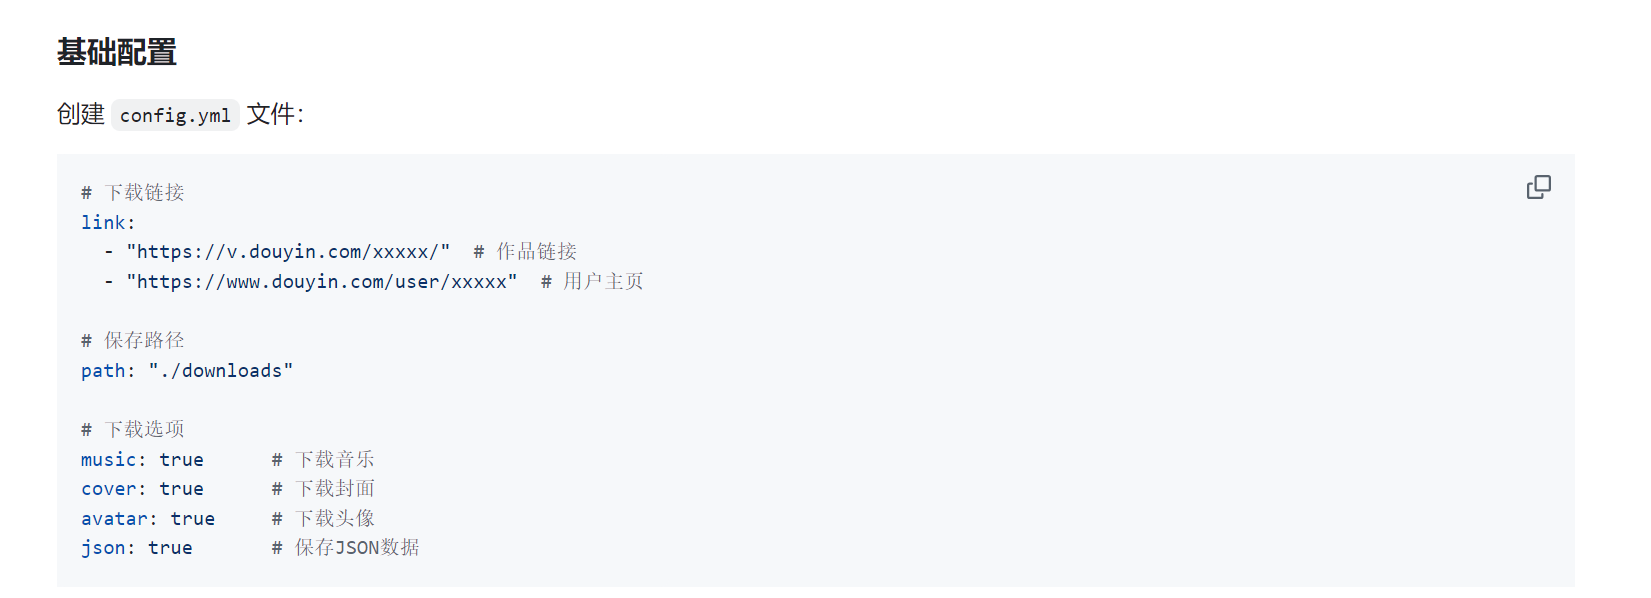 基础配置
创建 config.yml 文件：
# 下载链接
link:
  - "https://v.douyin.com/xxxxx/"  # 作品链接
  - "https://www.douyin.com/user/xxxxx"  # 用户主页

# 保存路径
path: "./downloads"

# 下载选项
music: true      # 下载音乐
cover: true      # 下载封面
avatar: true     # 下载头像
json: true       # 保存JSON数据